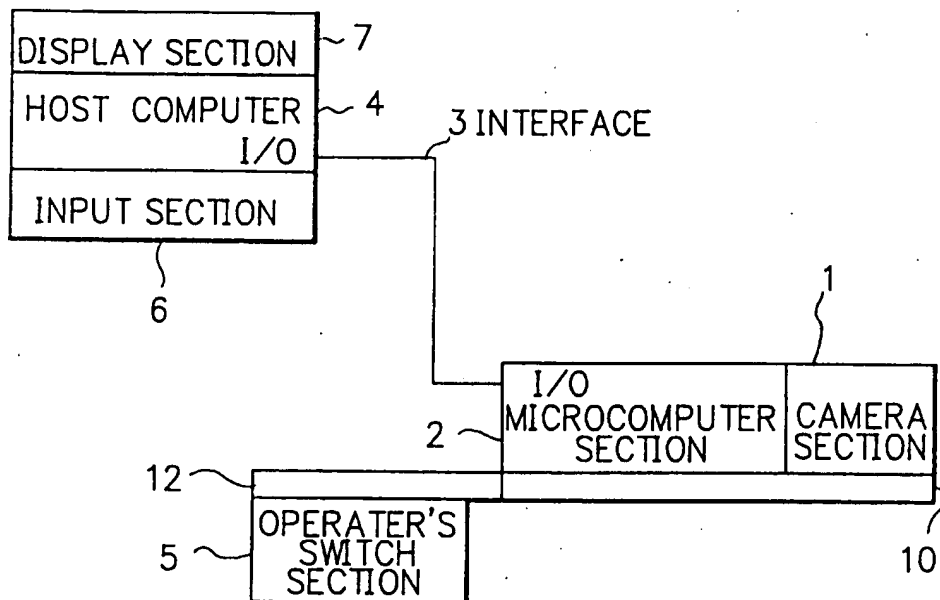 DISPLAY SECTION
7
HOST COMPUTER
4
I/O
3 INTERFACE
INPUT SECTION
6
1
I/O
MICROCOMPUTER
SECTION
2
CAMERA
SECTION
12
10
OPERATER'S
SWITCH
SECTION
5